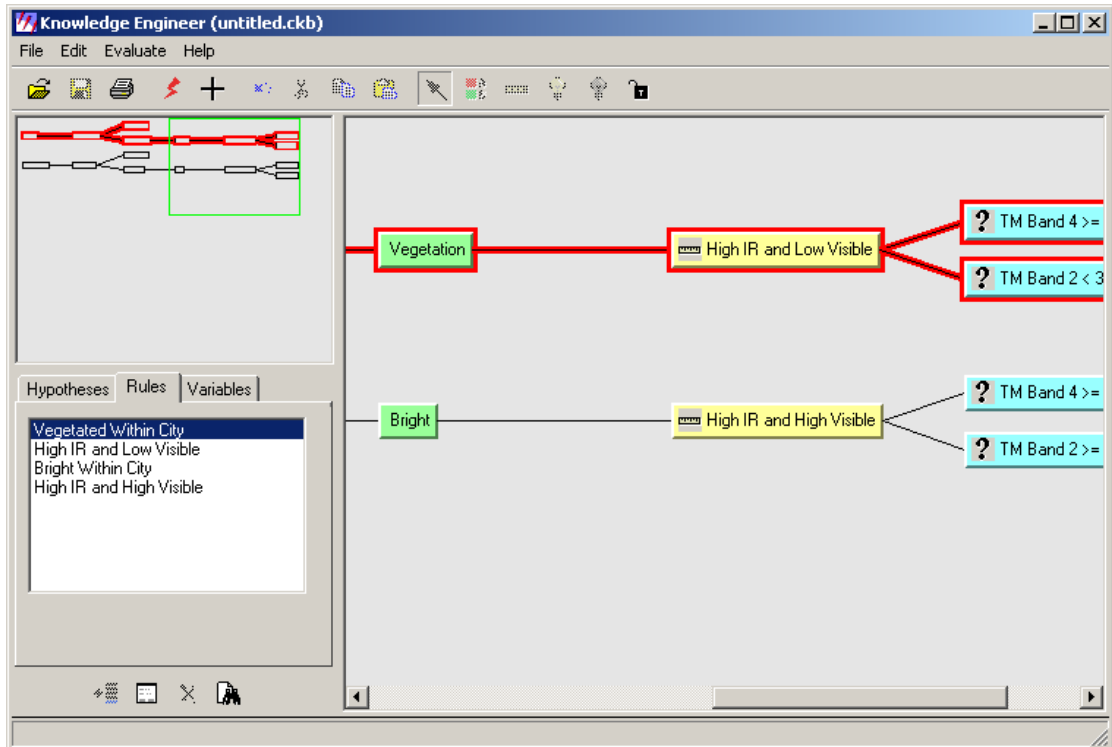 Knowledge Engineer (untitled.ckb)
File Edit Evaluate Help
Vegetation
High IR and Low Visible
? TM Band 4 >=
? TM Band 2 < 3
Bright
High IR and High Visible
? TM Band 4 >=
? TM Band 2 >=
Hypotheses Rules Variables
Vegetated Within City
High IR and Low Visible
Bright Within City
High IR and High Visible